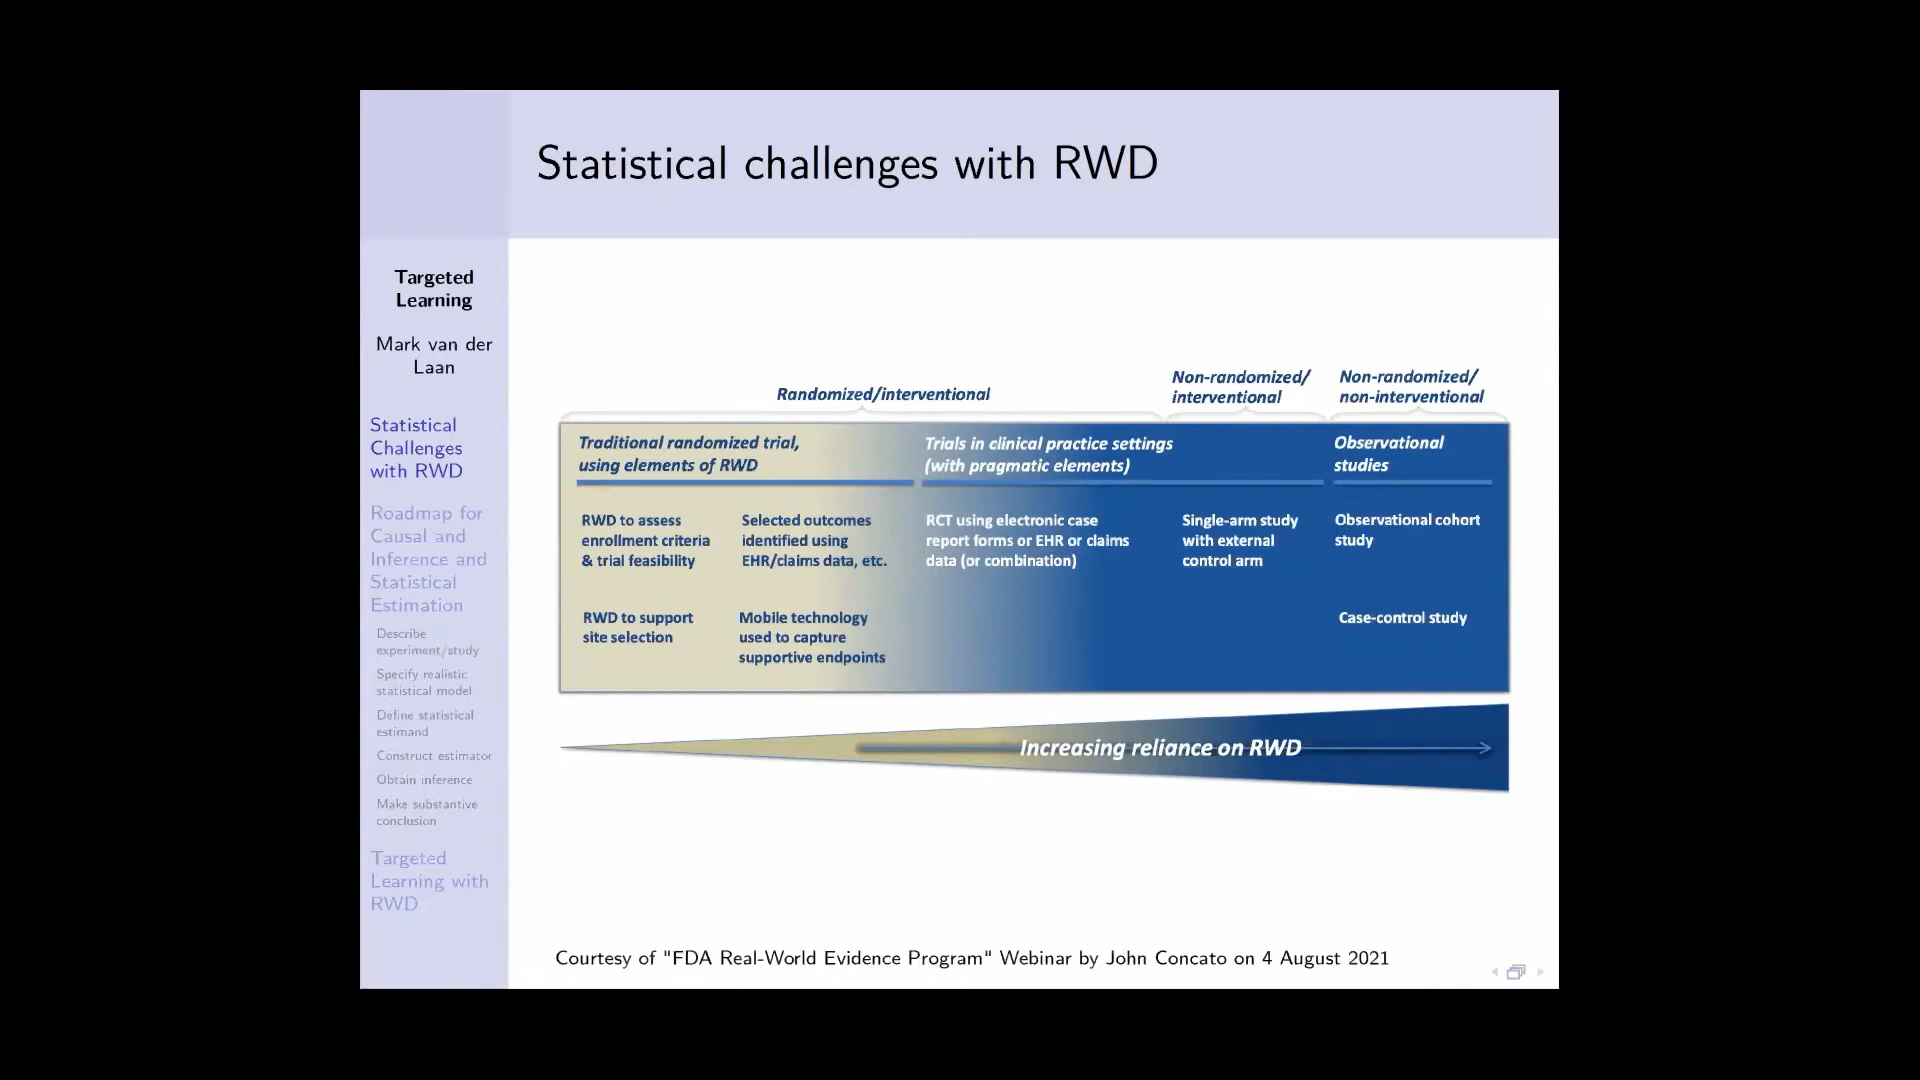 Statistical challenges with RWD
Targeted
Learning
Mark van der
Laan
Statistical
Challenges
with RWD
Roadmap for
Causal and
Inference and
Statistical
Estimation
Describe
experiment/study
Specify realistic
statistical model
Define statistical
estimand
Construct estimator
Obtain inference
Make substantive
conclusion
Targeted
Learning with
RWD
Randomized/interventional
Non-randomized/
interventional
Non-randomized/
non-interventional
Traditional randomized trial,
using elements of RWD
Trials in clinical practice settings
(with pragmatic elements)
Observational
studies
RWD to assess
enrollment criteria
& trial feasibility
Selected outcomes
identified using
EHR/claims data, etc.
RCT using electronic case
report forms or EHR or claims
data (or combination)
Single-arm study
with external
control arm
Observational cohort
study
RWD to support
site selection
Mobile technology
used to capture
supportive endpoints
Case-control study
Increasing reliance on RWD
Courtesy of "FDA Real-World Evidence Program" Webinar by John Concato on 4 August 2021